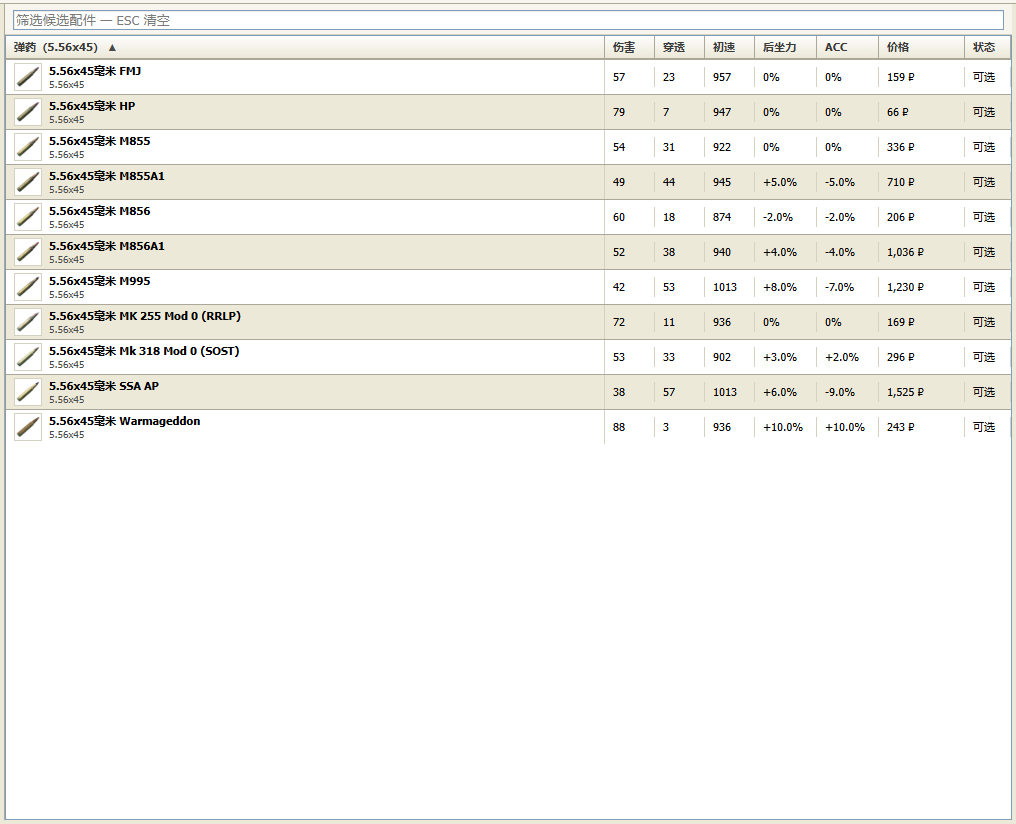 筛选候选配件 — ESC 清空
弹药 (5.56x45) ▲ 伤害 穿透 初速 后坐力 ACC 价格 状态
5.56x45毫米 FMJ
5.56x45
57 23 957 0% 0% 159 ₽ 可选
5.56x45毫米 HP
5.56x45
79 7 947 0% 0% 66 ₽ 可选
5.56x45毫米 M855
5.56x45
54 31 922 0% 0% 336 ₽ 可选
5.56x45毫米 M855A1
5.56x45
49 44 945 +5.0% -5.0% 710 ₽ 可选
5.56x45毫米 M856
5.56x45
60 18 874 -2.0% -2.0% 206 ₽ 可选
5.56x45毫米 M856A1
5.56x45
52 38 940 +4.0% -4.0% 1,036 ₽ 可选
5.56x45毫米 M995
5.56x45
42 53 1013 +8.0% -7.0% 1,230 ₽ 可选
5.56x45毫米 MK 255 Mod 0 (RRLP)
5.56x45
72 11 936 0% 0% 169 ₽ 可选
5.56x45毫米 Mk 318 Mod 0 (SOST)
5.56x45
53 33 902 +3.0% +2.0% 296 ₽ 可选
5.56x45毫米 SSA AP
5.56x45
38 57 1013 +6.0% -9.0% 1,525 ₽ 可选
5.56x45毫米 Warmageddon
5.56x45
88 3 936 +10.0% +10.0% 243 ₽ 可选